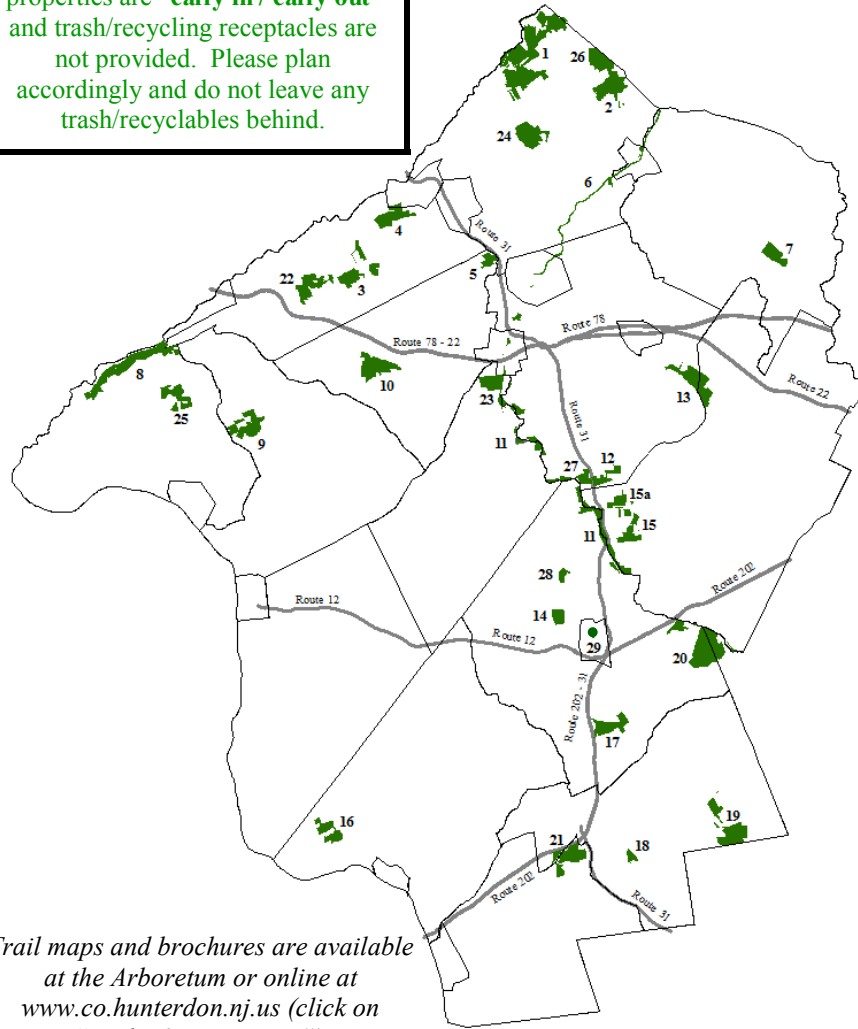 properties are "carry in / carry out"
and trash/recycling receptacles are
not provided. Please plan
accordingly and do not leave any
trash/recyclables behind.
1
26
2
24
6
4
Route 31
7
5
22
3
Route 78
Route 78 - 22
8
10
23
13
Route 22
25
9
Route 31
11
27
12
15a
15
11
28
Route 202
Route 12
14
Route 12
29
20
Route 202 - 31
17
16
19
21
18
Route 202
Route 31
Trail maps and brochures are available
at the Arboretum or online at
www.co.hunterdon.nj.us (click on